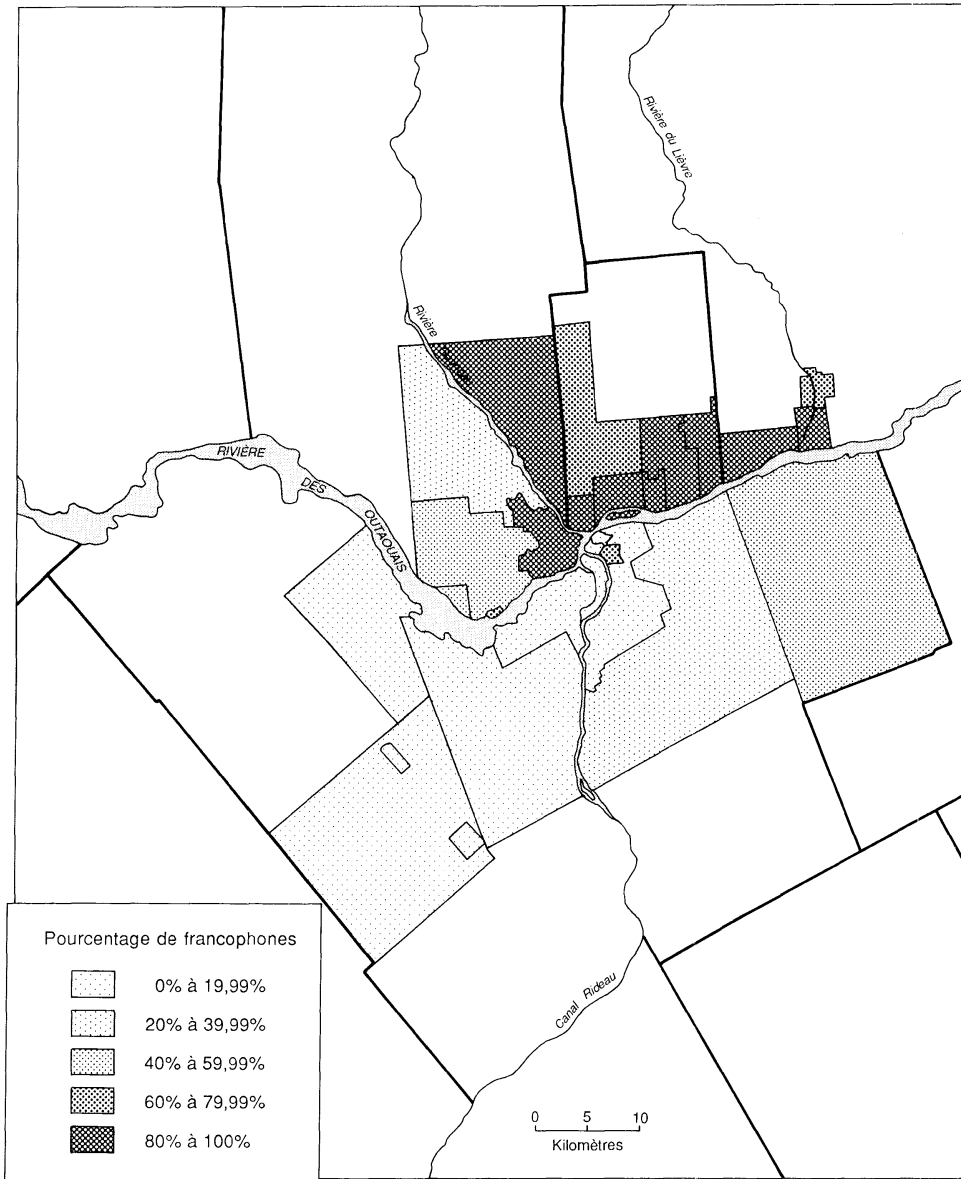 Rivière du Lièvre
Rivière
RIVIÈRE
DES
OUTAOUAIS
Pourcentage de francophones
0% à 19,99%
20% à 39,99%
40% à 59,99%
60% à 79,99%
80% à 100%
Canal Rideau
0 5 10
Kilomètres